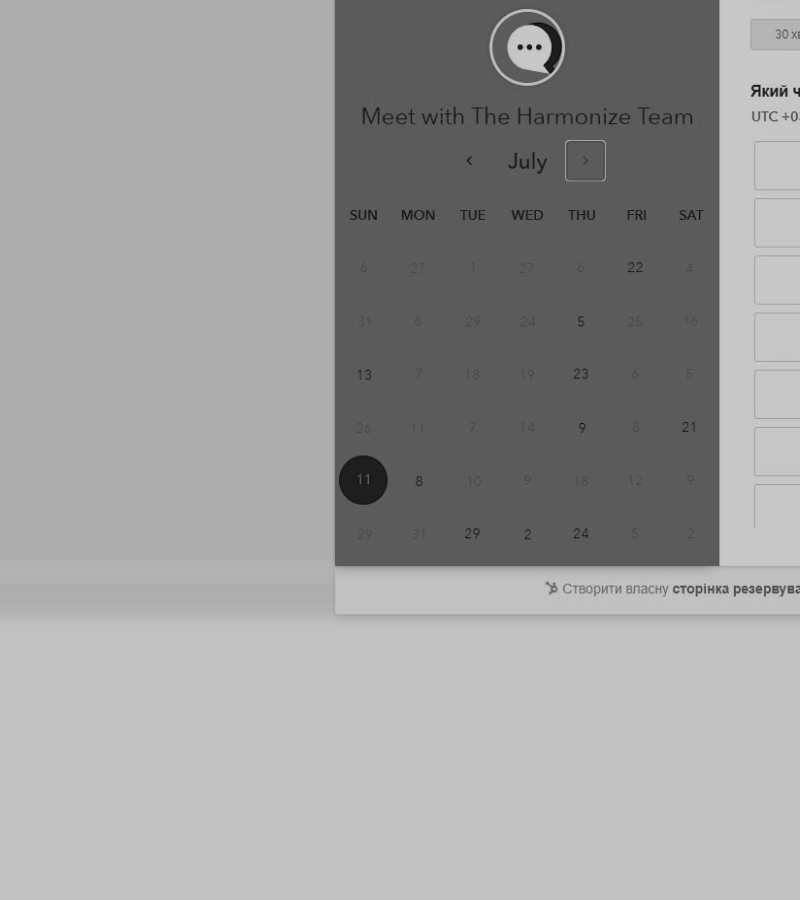 30 хв
Meet with The Harmonize Team
Який ч
UTC +03
July
SUN MON TUE WED THU FRI SAT
6 27 1 27 6 22 4
31 6 29 24 5 25 16
13 7 18 19 23 6 5
26 11 7 14 9 8 21
11 8 10 9 18 12 9
29 31 29 2 24 5 2
Створити власну сторінка резервува